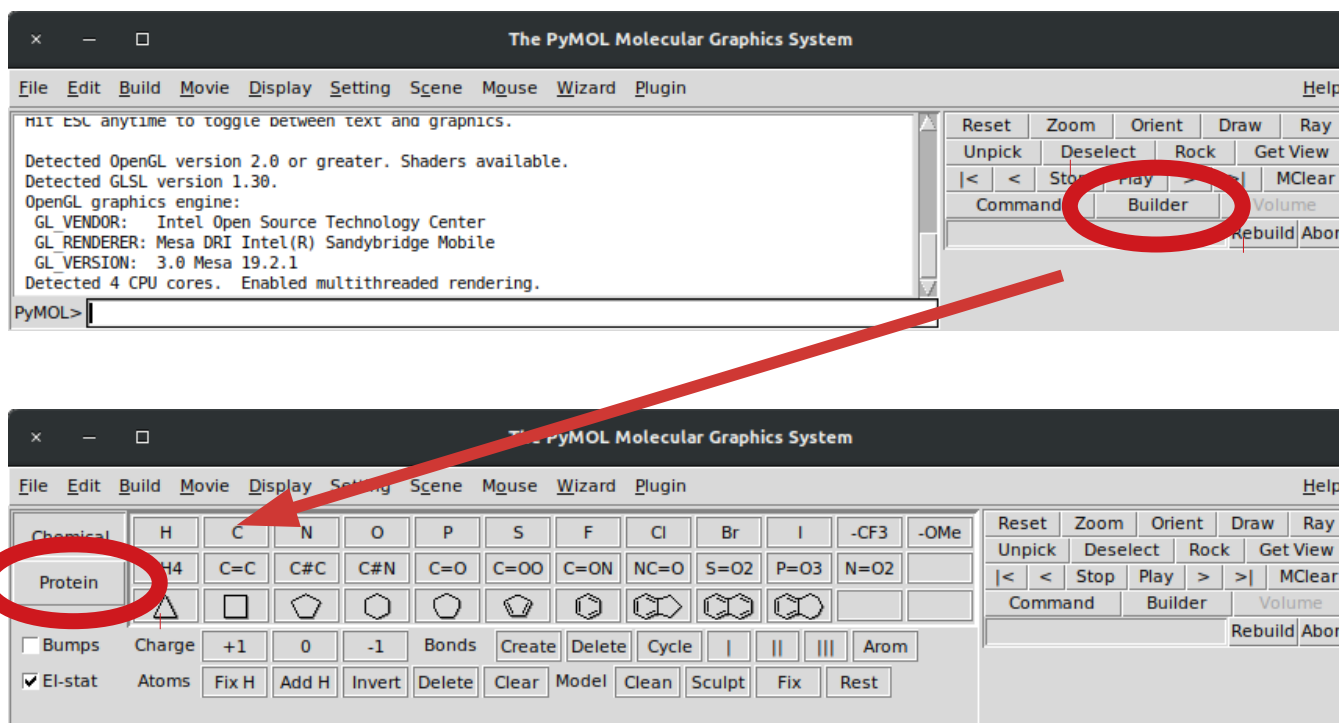 The PyMOL Molecular Graphics System
File Edit Build Movie Display Setting Scene Mouse Wizard Plugin Help
Hit ESC anytime to toggle between text and graphics.
Detected OpenGL version 2.0 or greater. Shaders available.
Detected GLSL version 1.30.
OpenGL graphics engine:
GL_VENDOR: Intel Open Source Technology Center
GL_RENDERER: Mesa DRI Intel(R) Sandybridge Mobile
GL_VERSION: 3.0 Mesa 19.2.1
Detected 4 CPU cores. Enabled multithreaded rendering.
PyMOL>
Reset Zoom Orient Draw Ray
Unpick Deselect Rock Get View
|< < Stop Play > >| MClear
Command Builder Volume
Rebuild Abor
The PyMOL Molecular Graphics System
File Edit Build Movie Display Setting Scene Mouse Wizard Plugin Help
Chemical H C N O P S F Cl Br I -CF3 -OMe
Protein H4 C=C C#C C#N C=O C=OO C=ON NC=O S=O2 P=O3 N=O2
Bumps Charge +1 0 -1 Bonds Create Delete Cycle | || ||| Arom
El-stat Atoms Fix H Add H Invert Delete Clear Model Clean Sculpt Fix Rest
Reset Zoom Orient Draw Ray
Unpick Deselect Rock Get View
|< < Stop Play > >| MClear
Command Builder Volume
Rebuild Abor